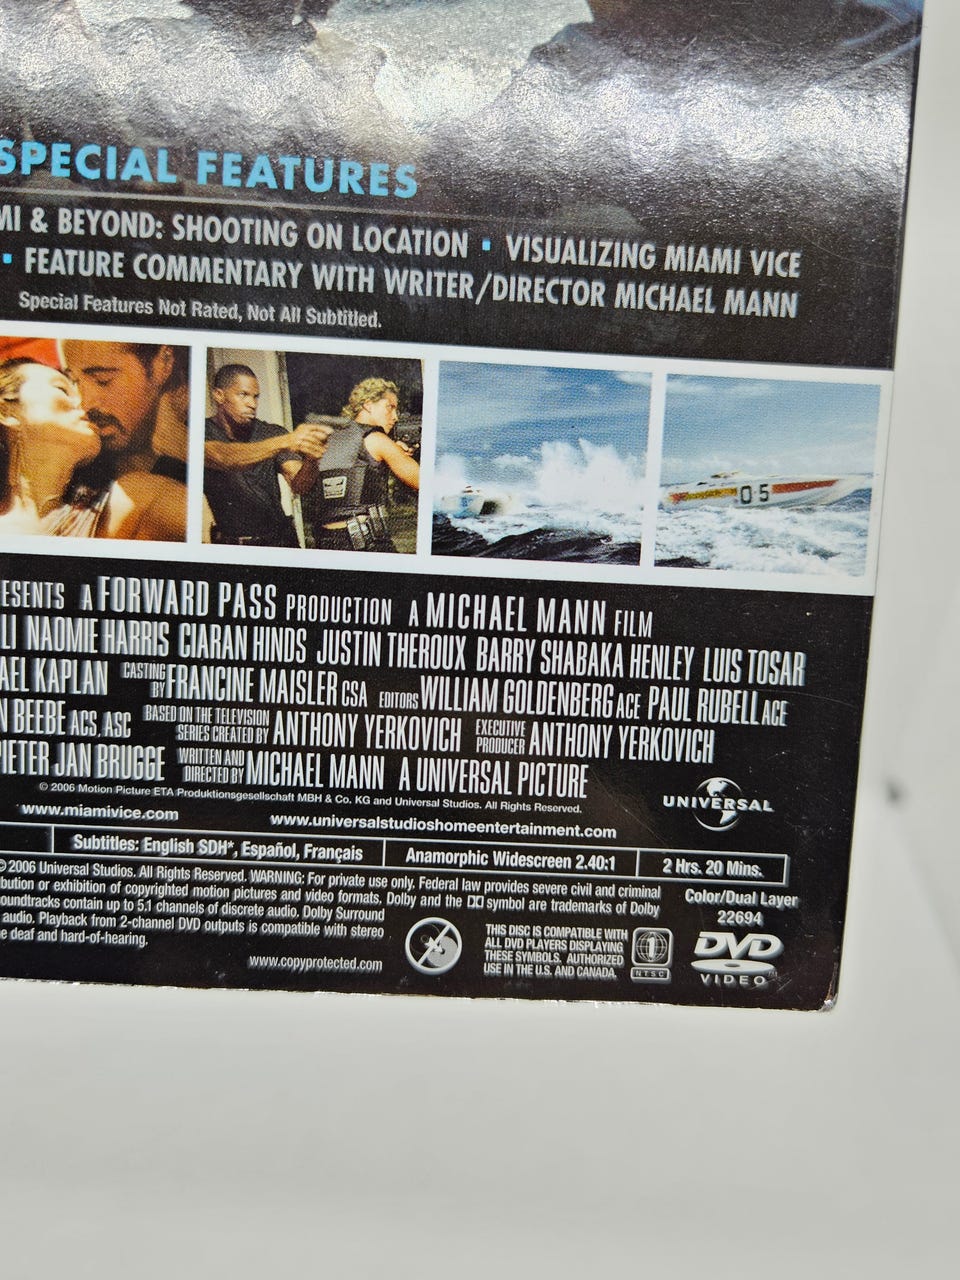 SPECIAL FEATURES
MI & BEYOND: SHOOTING ON LOCATION ▪ VISUALIZING MIAMI VICE
▪ FEATURE COMMENTARY WITH WRITER/DIRECTOR MICHAEL MANN
Special Features Not Rated, Not All Subtitled.
05
ESENTS A FORWARD PASS PRODUCTION A MICHAEL MANN FILM
LI NAOMIE HARRIS CIARAN HINDS JUSTIN THEROUX BARRY SHABAKA HENLEY LUIS TOSAR
AEL KAPLAN CASTING BY FRANCINE MAISLER CSA EDITORS WILLIAM GOLDENBERG ACE PAUL RUBELL ACE
N BEEBE ACS, ASC BASED ON THE TELEVISION SERIES CREATED BY ANTHONY YERKOVICH EXECUTIVE PRODUCER ANTHONY YERKOVICH
PIETER JAN BRUGGE WRITTEN AND DIRECTED BY MICHAEL MANN A UNIVERSAL PICTURE
© 2006 Motion Picture ETA Produktionsgesellschaft MBH & Co. KG and Universal Studios. All Rights Reserved.
UNIVERSAL
www.miamivice.com www.universalstudioshomeentertainment.com
Subtitles: English SDH*, Español, Français Anamorphic Widescreen 2.40:1 2 Hrs. 20 Mins.
© 2006 Universal Studios. All Rights Reserved. WARNING: For private use only. Federal law provides severe civil and criminal
bution or exhibition of copyrighted motion pictures and video formats. Dolby and the DD symbol are trademarks of Dolby
oundtracks contain up to 5.1 channels of discrete audio. Dolby Surround
audio. Playback from 2-channel DVD outputs is compatible with stereo
e deaf and hard-of-hearing.
www.copyprotected.com
THIS DISC IS COMPATIBLE WITH
ALL DVD PLAYERS DISPLAYING
THESE SYMBOLS. AUTHORIZED
USE IN THE U.S. AND CANADA.
1
NTSC
Color/Dual Layer
22694
DVD
VIDEO